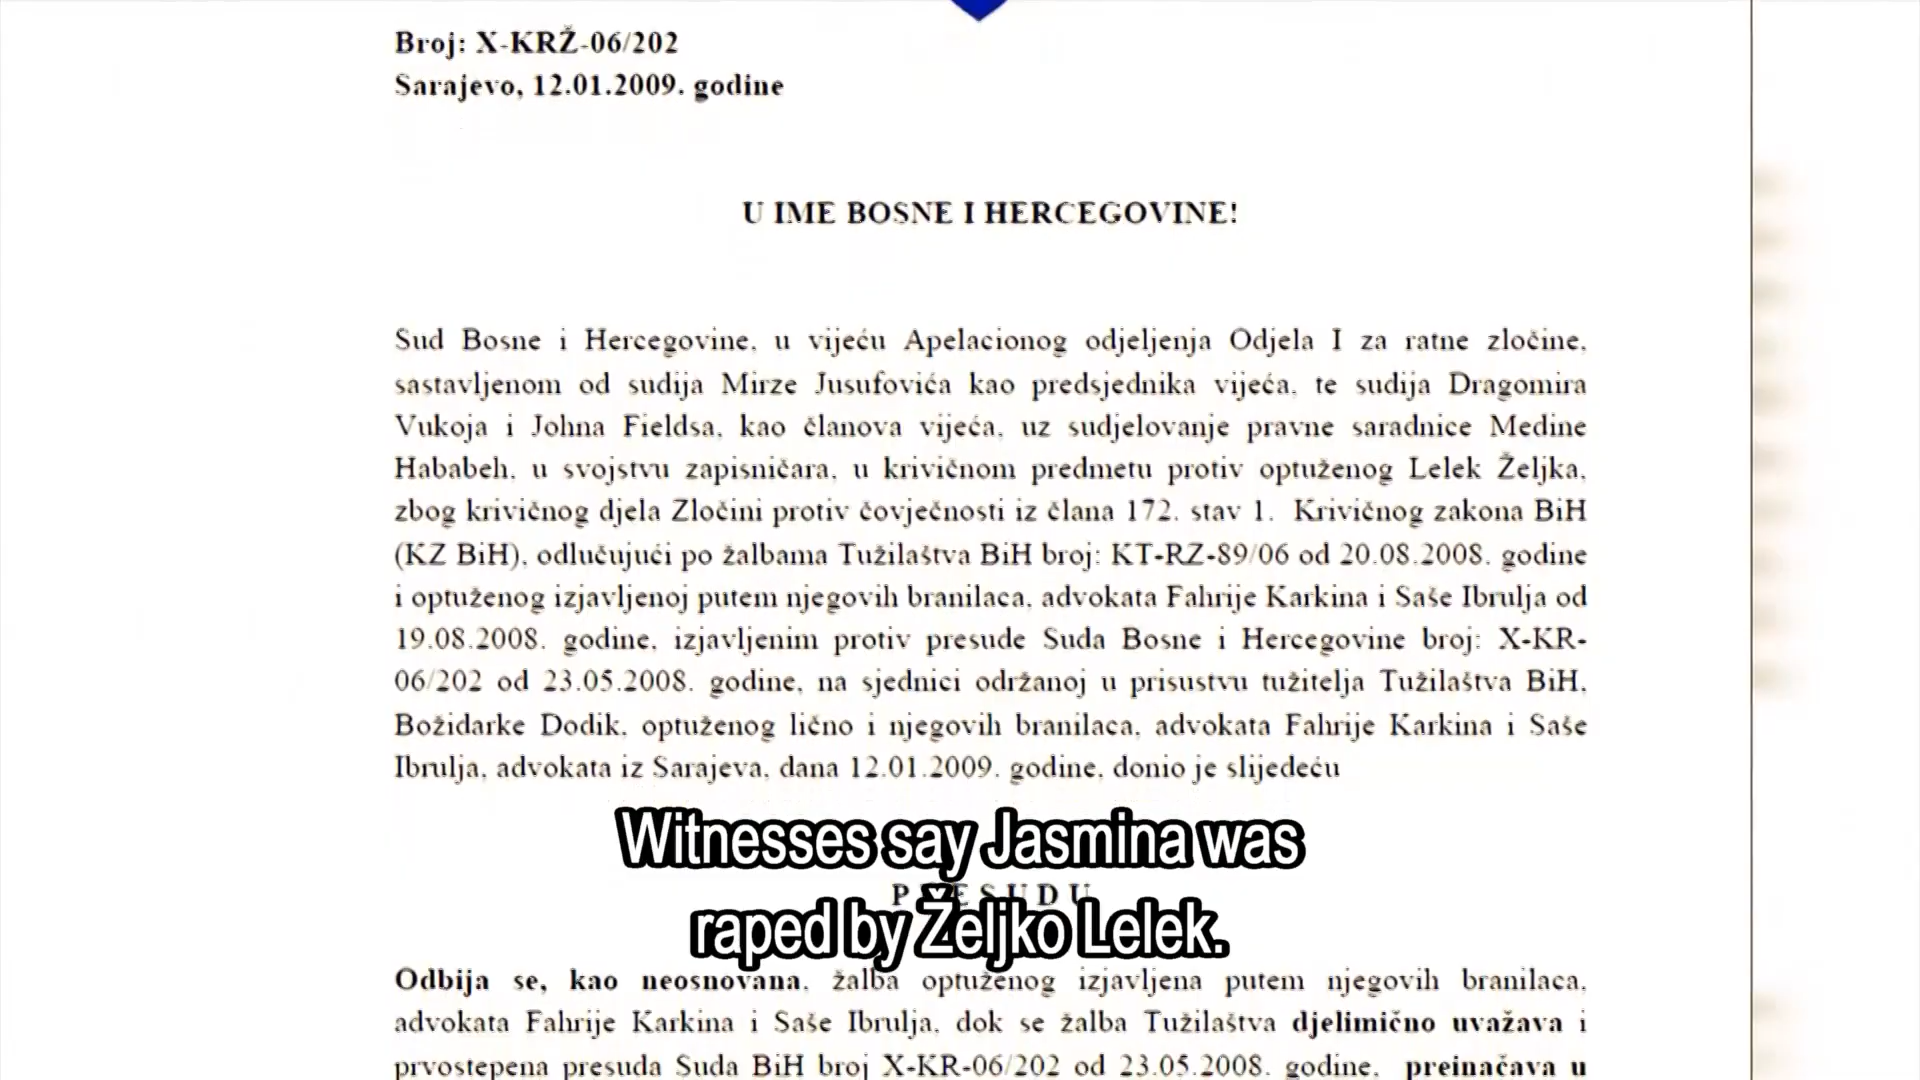 Broj: X-KRŽ-06/202
Sarajevo, 12.01.2009. godine
U IME BOSNE I HERCEGOVINE!
Sud Bosne i Hercegovine, u vijeću Apelacionog odjeljenja Odjela I za ratne zločine,
sastavljenom od sudija Mirze Jusufovića kao predsjednika vijeća, te sudija Dragomira
Vukoja i Johna Fieldsa, kao članova vijeća, uz sudjelovanje pravne saradnice Medine
Hababeh, u svojstvu zapisničara, u krivičnom predmetu protiv optuženog Lelek Željka,
zbog krivičnog djela Zločini protiv čovječnosti iz člana 172. stav 1. Krivičnog zakona BiH
(KZ BiH), odlučujući po žalbama Tužilaštva BiH broj: KT-RZ-89/06 od 20.08.2008. godine
i optuženog izjavljenoj putem njegovih branilaca, advokata Fahrije Karkina i Saše Ibrulja od
19.08.2008. godine, izjavljenim protiv presude Suda Bosne i Hercegovine broj: X-KR-
06/202 od 23.05.2008. godine, na sjednici održanoj u prisustvu tužitelja Tužilaštva BiH,
Božidarke Dodik, optuženog lično i njegovih branilaca, advokata Fahrije Karkina i Saše
Ibrulja, advokata iz Sarajeva, dana 12.01.2009. godine, donio je slijedeću
Witnesses say Jasmina was
P R E S U D U
raped by Željko Lelek.
Odbija se, kao neosnovana, žalba optuženog izjavljena putem njegovih branilaca,
advokata Fahrije Karkina i Saše Ibrulja, dok se žalba Tužilaštva djelimično uvažava i
prvostepena presuda Suda BiH broj X-KR-06/202 od 23.05.2008. godine, preinačava u